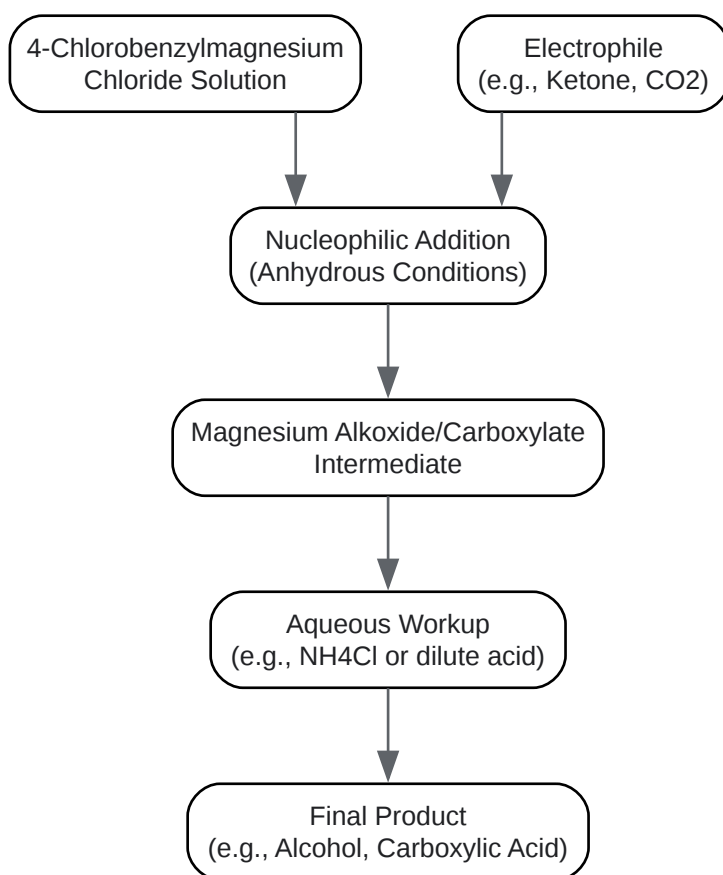 4-Chlorobenzylmagnesium
Chloride Solution
Electrophile
(e.g., Ketone, CO2)
Nucleophilic Addition
(Anhydrous Conditions)
Magnesium Alkoxide/Carboxylate
Intermediate
Aqueous Workup
(e.g., NH4Cl or dilute acid)
Final Product
(e.g., Alcohol, Carboxylic Acid)